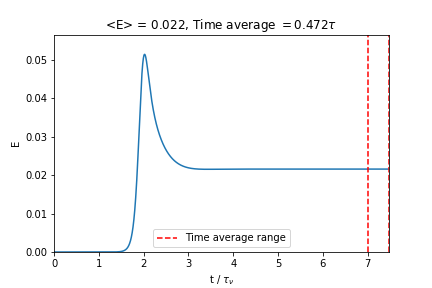 <E> = 0.022, Time average = 0.472τ
E
0.05
0.04
0.03
0.02
0.01
0.00
0 1 2 3 4 5 6 7
Time average range
t / τν